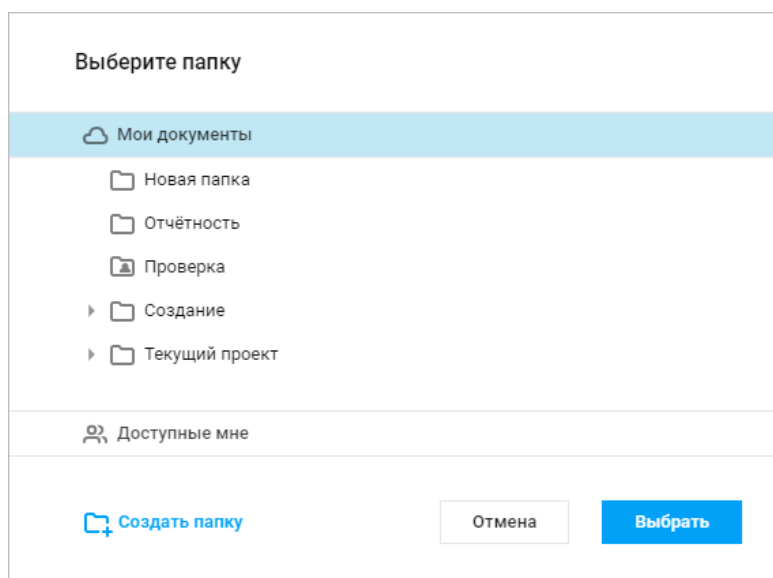 Выберите папку
Мои документы
Новая папка
Отчётность
Проверка
Создание
Текущий проект
Доступные мне
Создать папку
Отмена
Выбрать